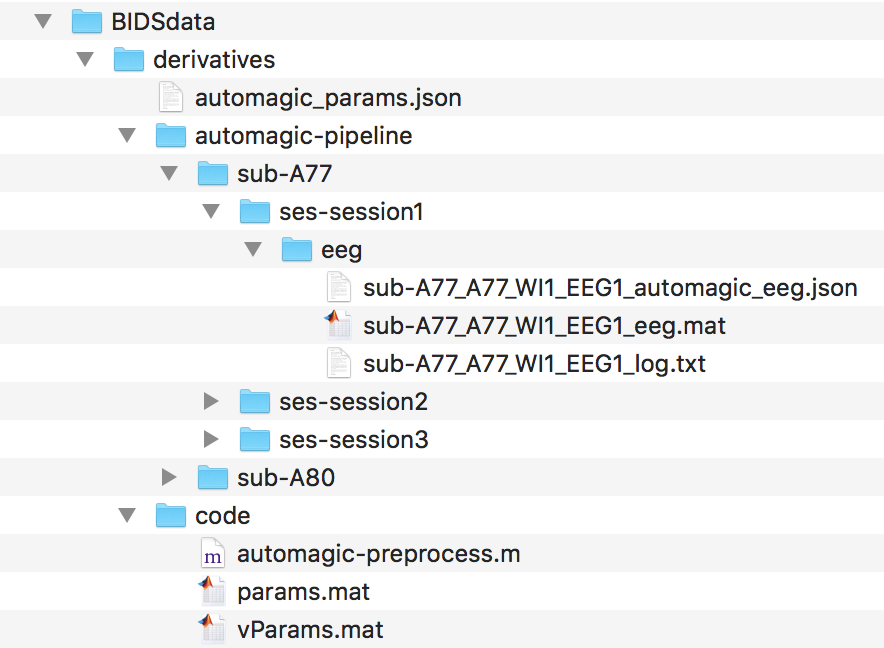 BIDSdata
derivatives
automagic_params.json
automagic-pipeline
sub-A77
ses-session1
eeg
sub-A77_A77_WI1_EEG1_automagic_eeg.json
sub-A77_A77_WI1_EEG1_eeg.mat
sub-A77_A77_WI1_EEG1_log.txt
ses-session2
ses-session3
sub-A80
code
m automagic-preprocess.m
params.mat
vParams.mat